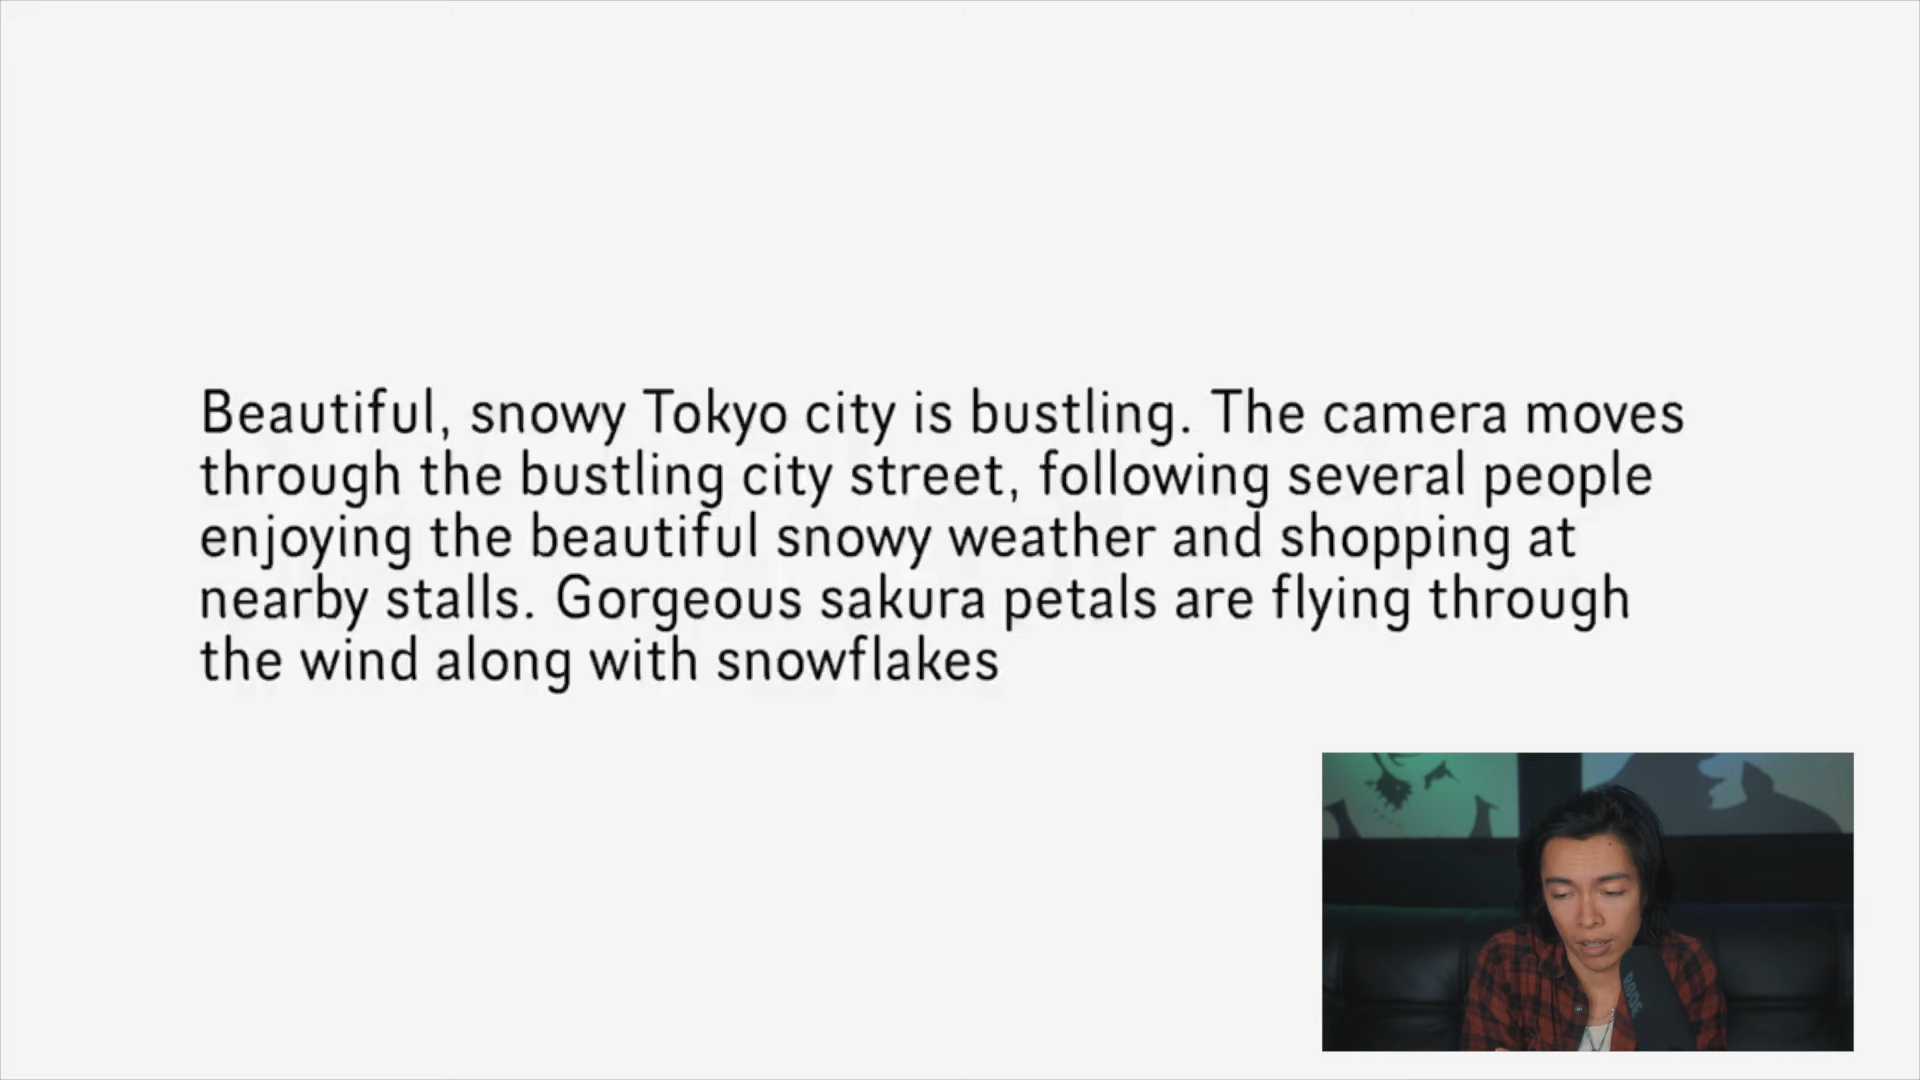 Beautiful, snowy Tokyo city is bustling. The camera moves
through the bustling city street, following several people
enjoying the beautiful snowy weather and shopping at
nearby stalls. Gorgeous sakura petals are flying through
the wind along with snowflakes
RODE